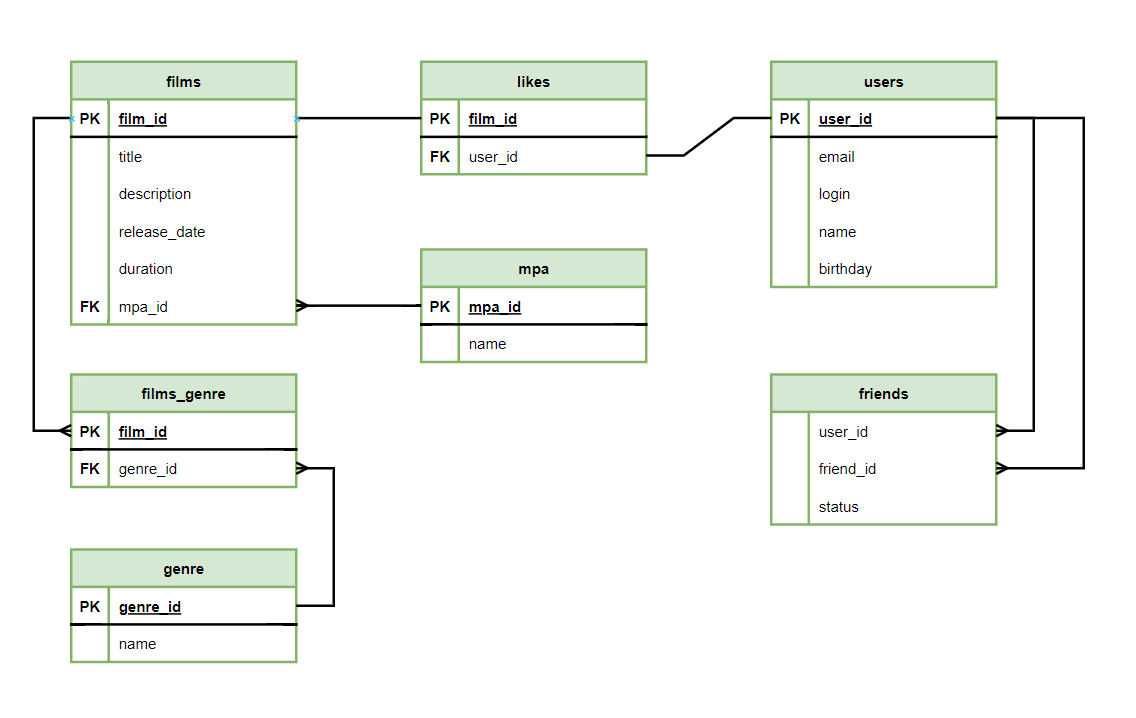 films
PK film_id
title
description
release_date
duration
FK mpa_id
likes
PK film_id
FK user_id
users
PK user_id
email
login
name
birthday
mpa
PK mpa_id
name
films_genre
PK film_id
FK genre_id
friends
user_id
friend_id
status
genre
PK genre_id
name